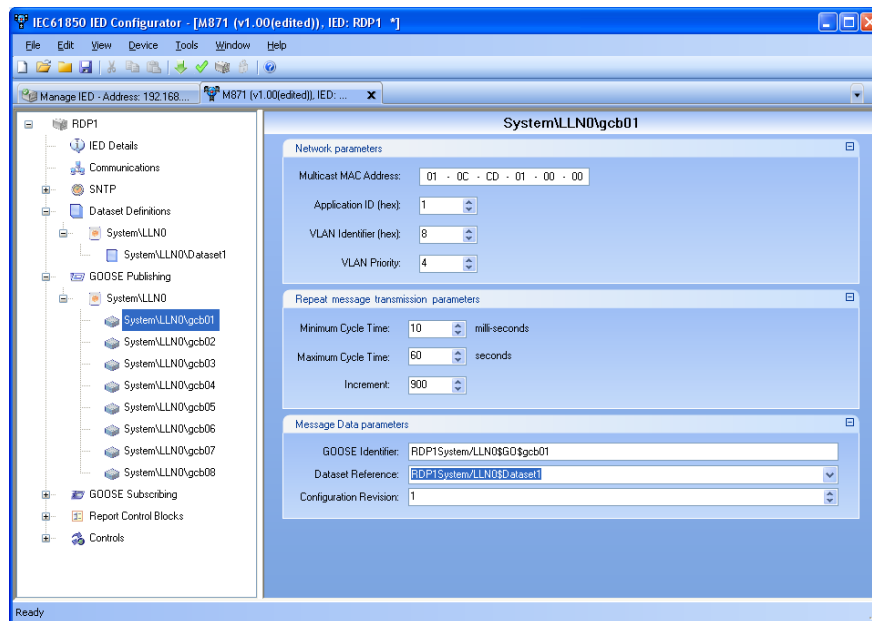 IEC61850 IED Configurator - [M871 (v1.00(edited)), IED: RDP1 *]
File Edit View Device Tools Window Help
Manage IED - Address: 192.168.... M871 (v1.00(edited)), IED: ... X
RDP1
IED Details
Communications
SNTP
Dataset Definitions
System\LLN0
System\LLN0\Dataset1
GOOSE Publishing
System\LLN0
System\LLN0\gcb01
System\LLN0\gcb02
System\LLN0\gcb03
System\LLN0\gcb04
System\LLN0\gcb05
System\LLN0\gcb06
System\LLN0\gcb07
System\LLN0\gcb08
GOOSE Subscribing
Report Control Blocks
Controls
System\LLN0\gcb01
Network parameters
Multicast MAC Address: 01 - 0C - CD - 01 - 00 - 00
Application ID (hex): 1
VLAN Identifier (hex): 8
VLAN Priority: 4
Repeat message transmission parameters
Minimum Cycle Time: 10 milli-seconds
Maximum Cycle Time: 60 seconds
Increment: 900
Message Data parameters
GOOSE Identifier: RDP1System/LLN0$GO$gcb01
Dataset Reference: RDP1System/LLN0$Dataset1
Configuration Revision: 1
Ready